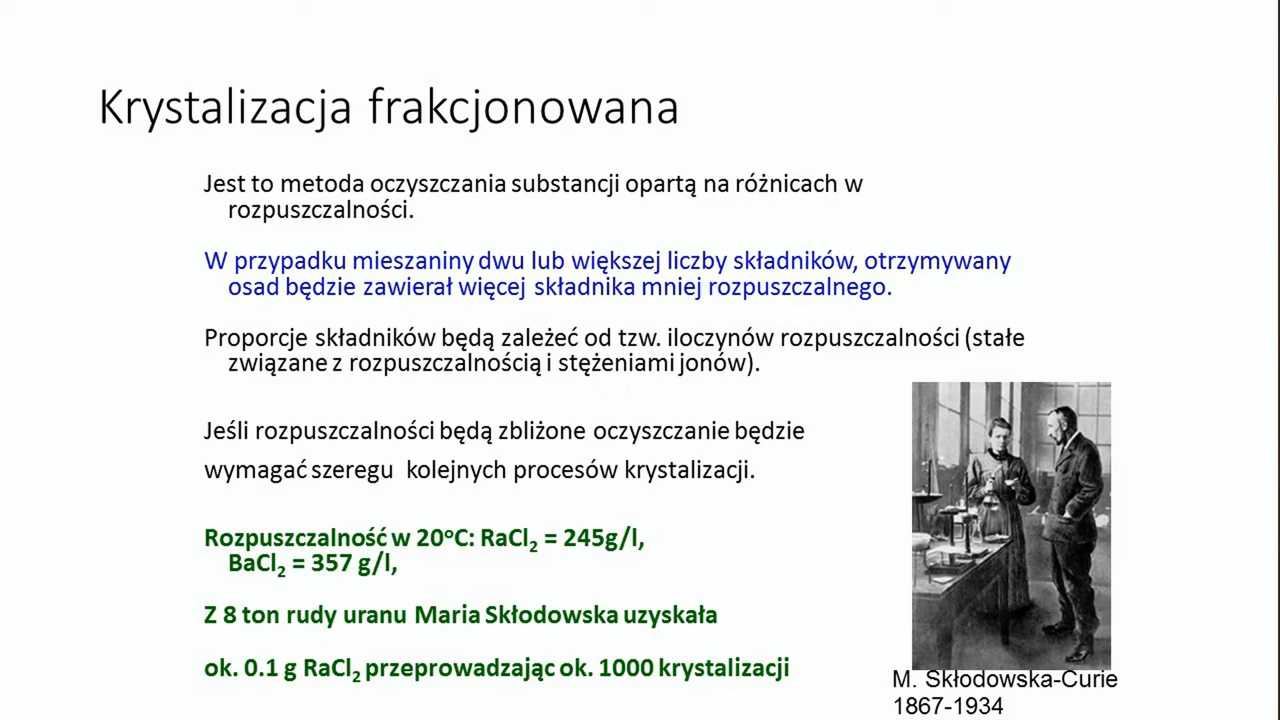 Krystalizacja frakcjonowana
Jest to metoda oczyszczania substancji opartą na różnicach w
rozpuszczalności.
W przypadku mieszaniny dwu lub większej liczby składników, otrzymywany
osad będzie zawierał więcej składnika mniej rozpuszczalnego.
Proporcje składników będą zależeć od tzw. iloczynów rozpuszczalności (stałe
związane z rozpuszczalnością i stężeniami jonów).
Jeśli rozpuszczalności będą zbliżone oczyszczanie będzie
wymagać szeregu kolejnych procesów krystalizacji.
Rozpuszczalność w 20ºC: RaCl₂ = 245g/l,
BaCl₂ = 357 g/l,
Z 8 ton rudy uranu Maria Skłodowska uzyskała
ok. 0.1 g RaCl₂ przeprowadzając ok. 1000 krystalizacji
M. Skłodowska-Curie
1867-1934